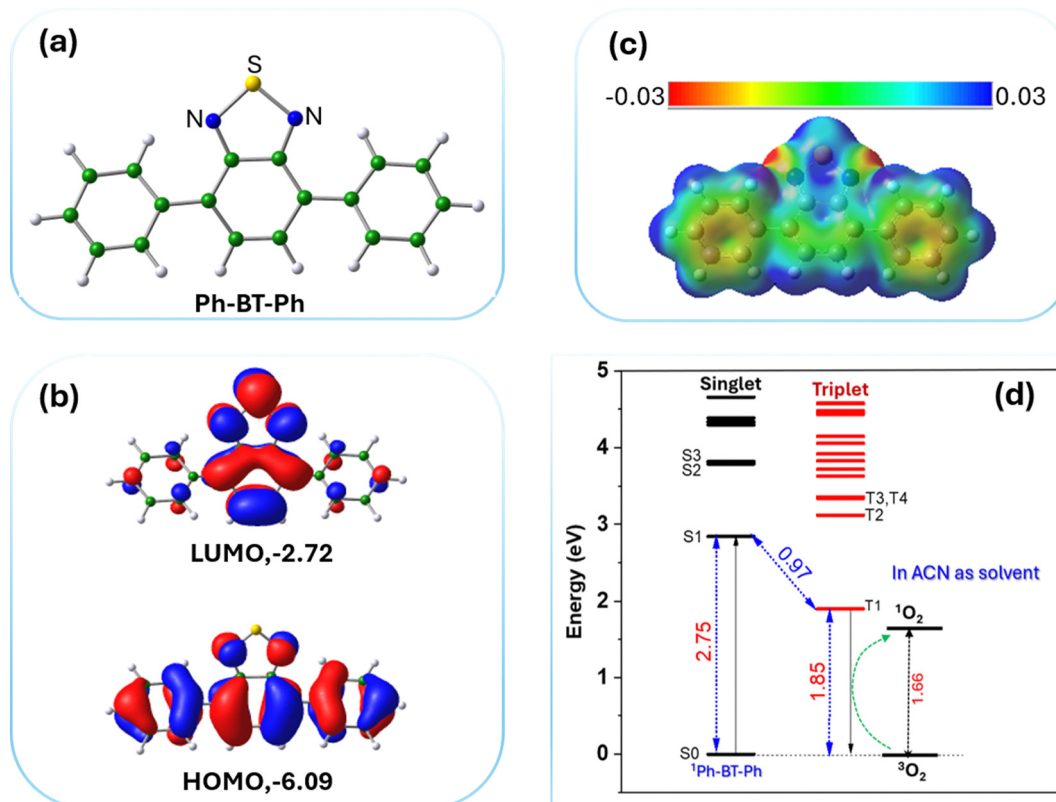 (a)
S
N
N
Ph-BT-Ph
(b)
LUMO,-2.72
HOMO,-6.09
(c)
-0.03
0.03
(d)
Singlet
Triplet
5
4
3
2
1
0
Energy (eV)
S3
S2
S1
S0
T3,T4
T2
T1
0.97
In ACN as solvent
2.75
1.85
1.66
¹O₂
³O₂
¹Ph-BT-Ph